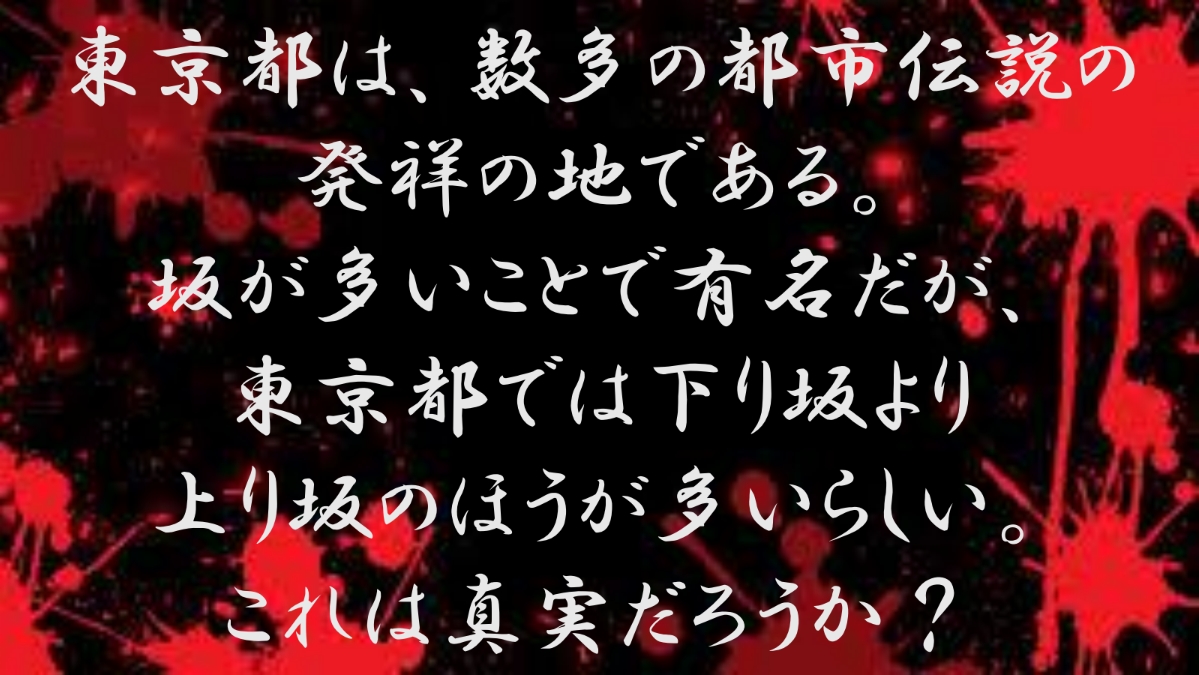 東京都は、数多の都市伝説の
発祥の地である。
坂が多いことで有名だが、
東京都では下り坂より
上り坂のほうが多いらしい。
これは真実だろうか?